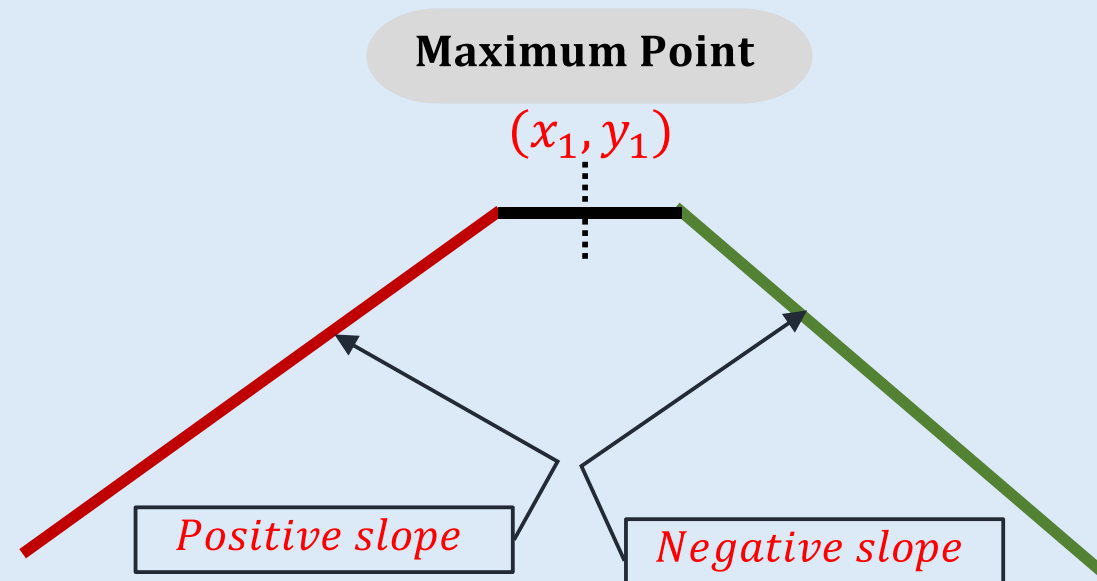 Maximum Point
(x₁, y₁)
Positive slope
Negative slope